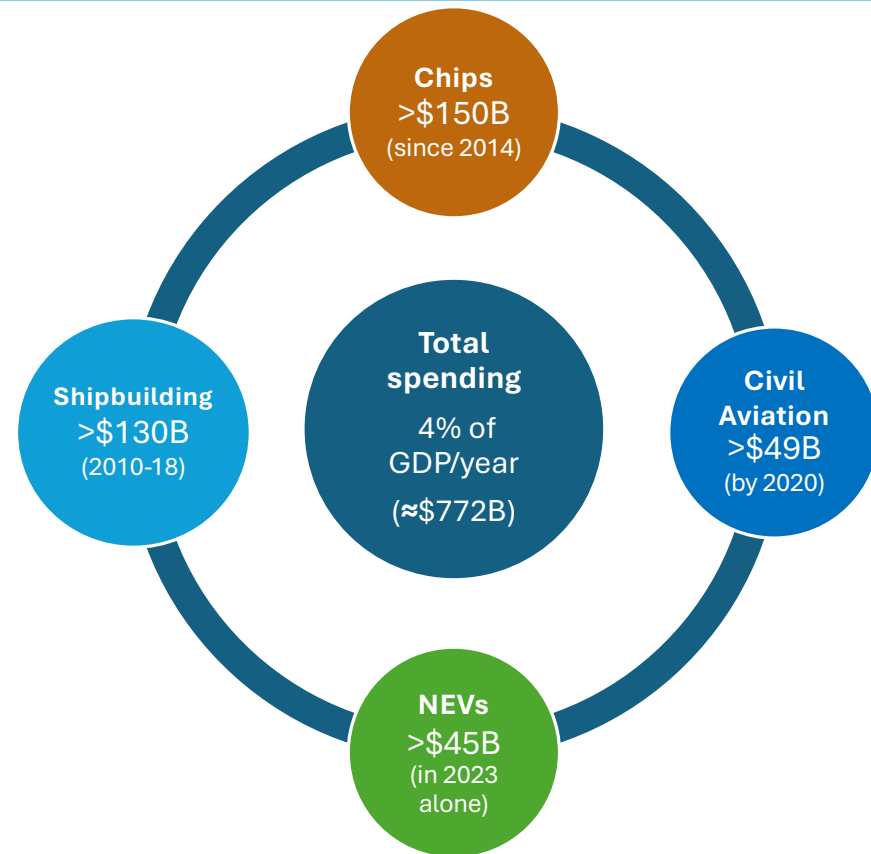 Chips
>$150B
(since 2014)
Total
spending
4% of
GDP/year
(≈$772B)
Shipbuilding
>$130B
(2010-18)
Civil
Aviation
>$49B
(by 2020)
NEVs
>$45B
(in 2023
alone)